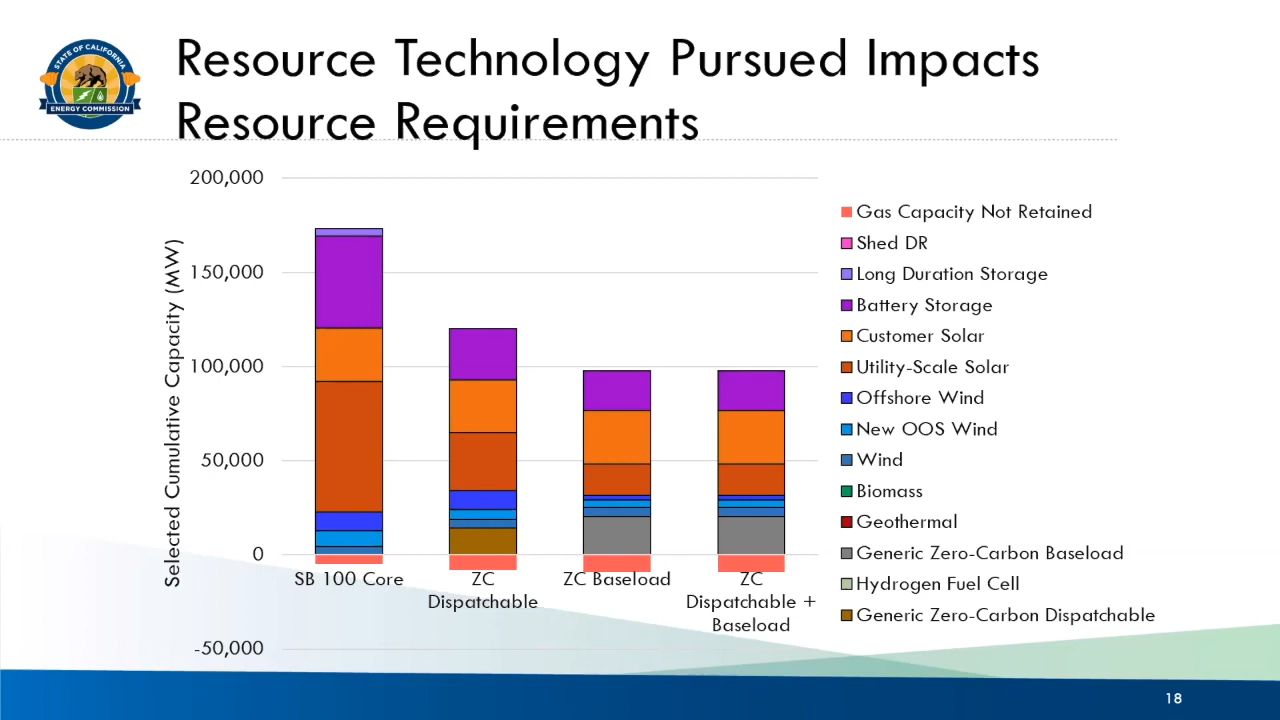 Resource Technology Pursued Impacts
Resource Requirements
STATE OF CALIFORNIA
ENERGY COMMISSION
Selected Cumulative Capacity (MW)
200,000
150,000
100,000
50,000
0
-50,000
SB 100 Core
ZC
Dispatchable
ZC Baseload
ZC
Dispatchable +
Baseload
Gas Capacity Not Retained
Shed DR
Long Duration Storage
Battery Storage
Customer Solar
Utility-Scale Solar
Offshore Wind
New OOS Wind
Wind
Biomass
Geothermal
Generic Zero-Carbon Baseload
Hydrogen Fuel Cell
Generic Zero-Carbon Dispatchable
18